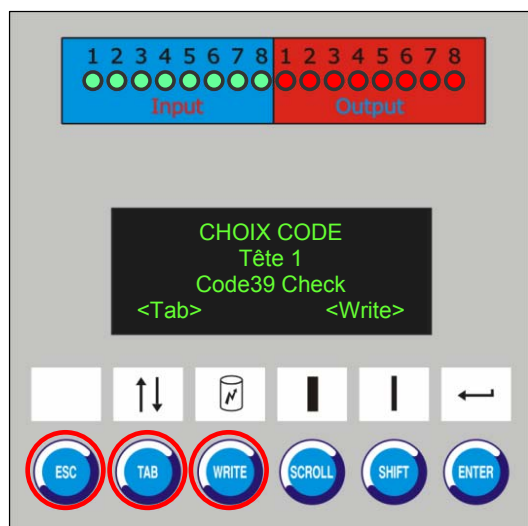 1 2 3 4 5 6 7 8 1 2 3 4 5 6 7 8
Input Output
CHOIX CODE
Tête 1
Code39 Check
<Tab> <Write>
ESC TAB WRITE SCROLL SHIFT ENTER